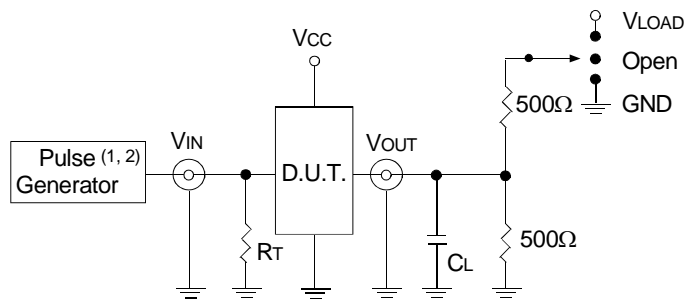 VLOAD
VCC
Open
500Ω
GND
VIN
VOUT
Pulse (1, 2)
Generator
D.U.T.
RT
CL
500Ω